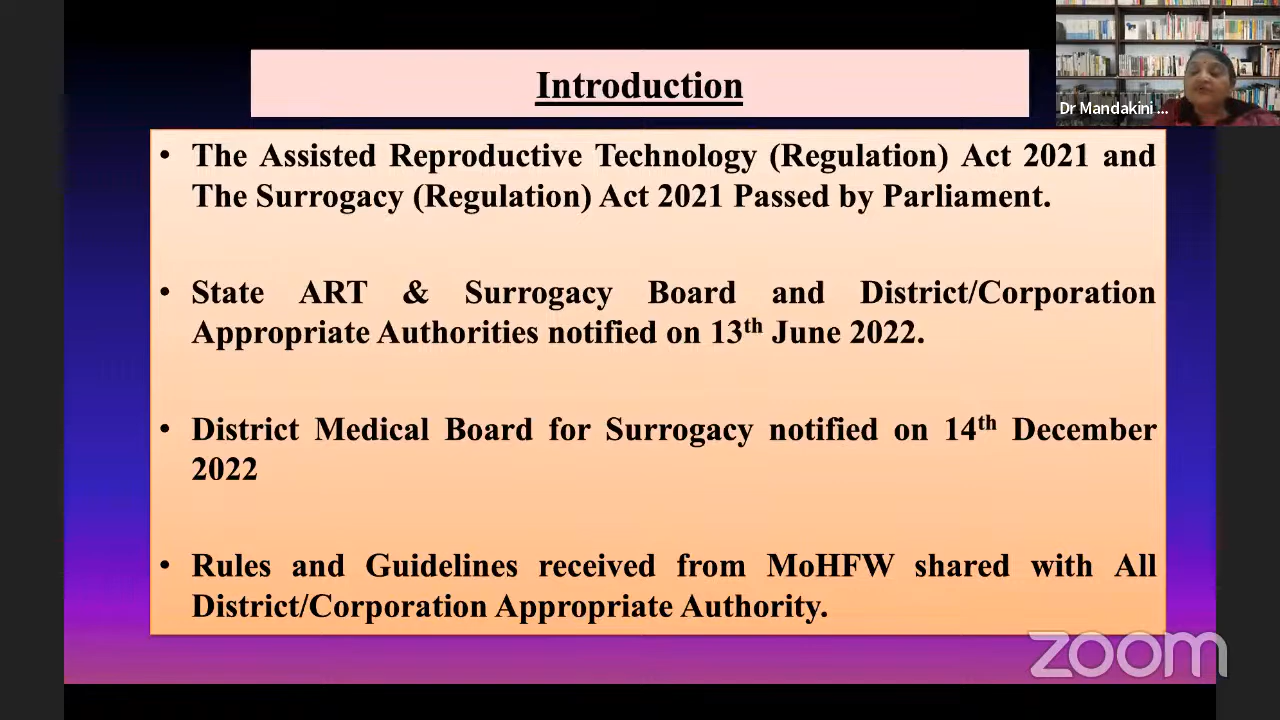 Introduction
Dr Mandakini ...
• The Assisted Reproductive Technology (Regulation) Act 2021 and
The Surrogacy (Regulation) Act 2021 Passed by Parliament.
• State ART & Surrogacy Board and District/Corporation
Appropriate Authorities notified on 13th June 2022.
• District Medical Board for Surrogacy notified on 14th December
2022
• Rules and Guidelines received from MoHFW shared with All
District/Corporation Appropriate Authority.
zoom